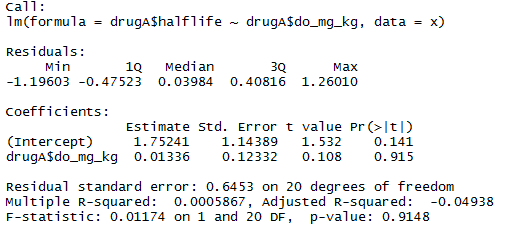 Call:
lm(formula = drugA$halflife ~ drugA$do_mg_kg, data = x)
Residuals:
Min 1Q Median 3Q Max
-1.19603 -0.47523 0.03984 0.40816 1.26010
Coefficients:
Estimate Std. Error t value Pr(>|t|)
(Intercept) 1.75241 1.14389 1.532 0.141
drugA$do_mg_kg 0.01336 0.12332 0.108 0.915
Residual standard error: 0.6453 on 20 degrees of freedom
Multiple R-squared: 0.0005867, Adjusted R-squared: -0.04938
F-statistic: 0.01174 on 1 and 20 DF, p-value: 0.9148